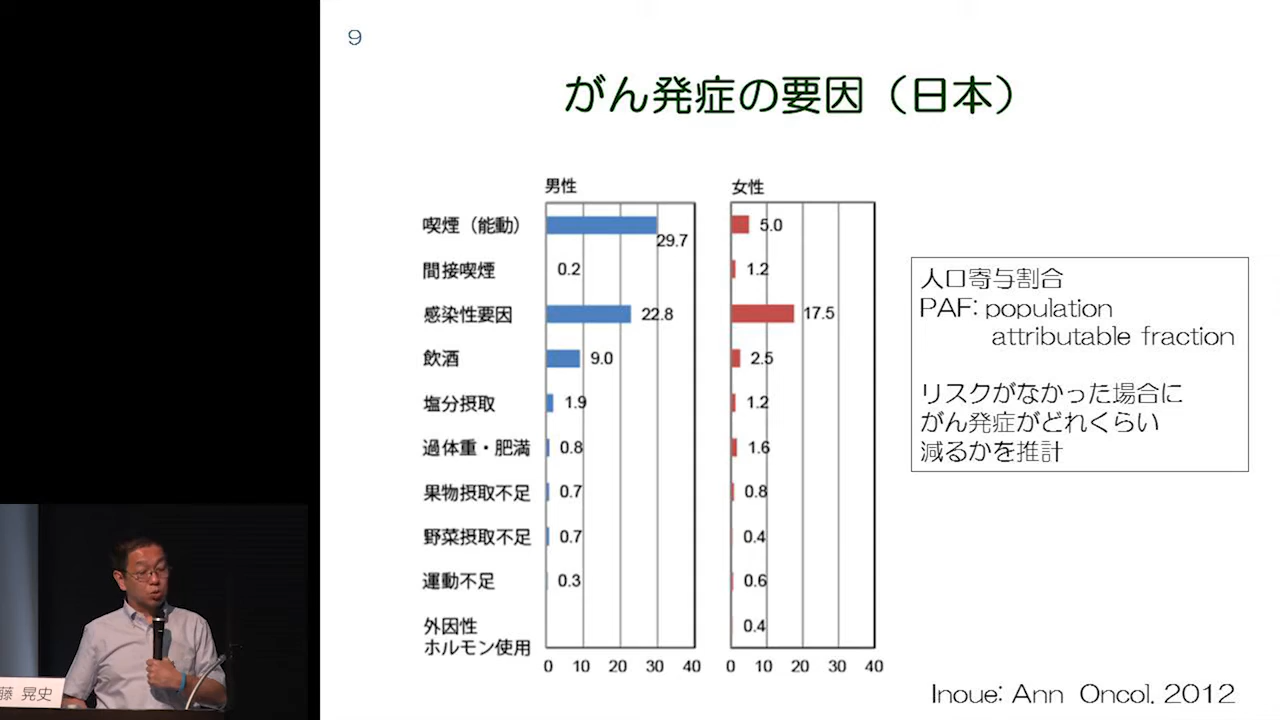 9
がん発症の要因（日本）
男性
女性
喫煙（能動）
29.7
5.0
間接喫煙
0.2
1.2
感染性要因
22.8
17.5
飲酒
9.0
2.5
塩分摂取
1.9
1.2
過体重・肥満
0.8
1.6
果物摂取不足
0.7
0.8
野菜摂取不足
0.7
0.4
運動不足
0.3
0.6
外因性
ホルモン使用
0.4
0 10 20 30 40
0 10 20 30 40
人口寄与割合
PAF: population
attributable fraction
リスクがなかった場合に
がん発症がどれくらい
減るかを推計
Inoue: Ann Oncol. 2012
藤 晃史